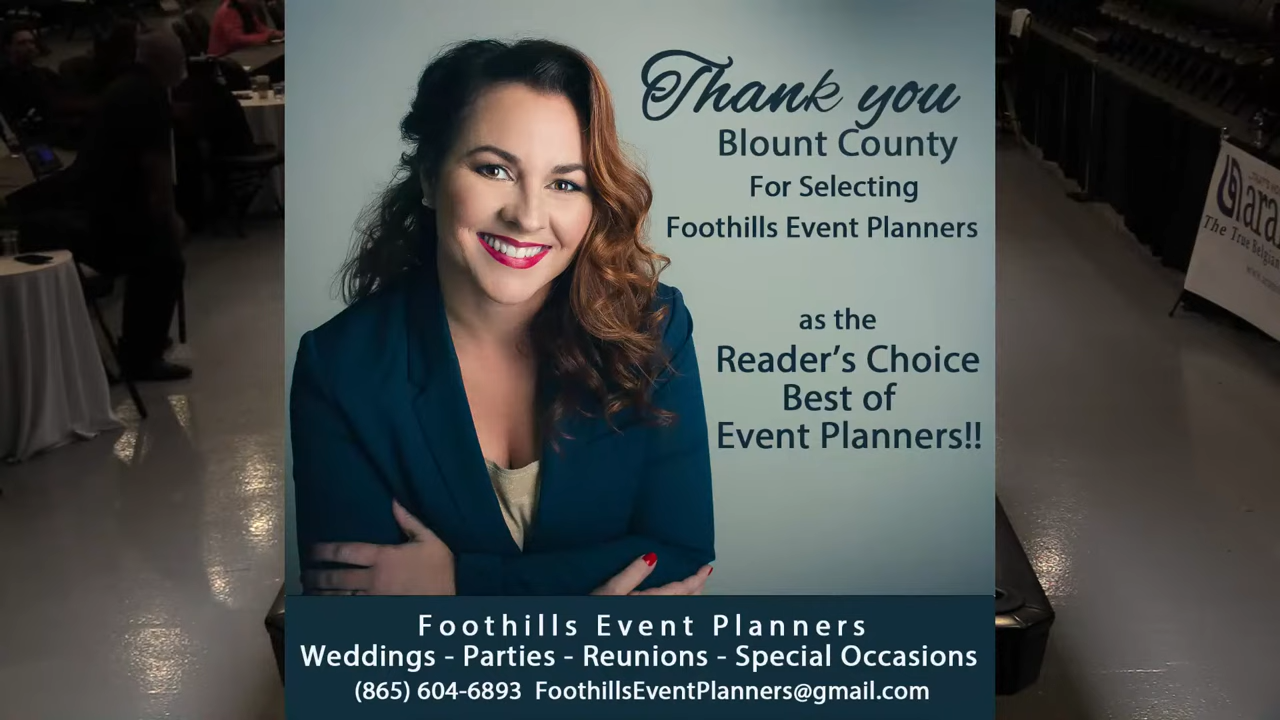 Thank you
Blount County
For Selecting
Foothills Event Planners
as the
Reader's Choice
Best of
Event Planners!!
Foothills Event Planners
Weddings - Parties - Reunions - Special Occasions
(865) 604-6893 FoothillsEventPlanners@gmail.com
The True Belgian